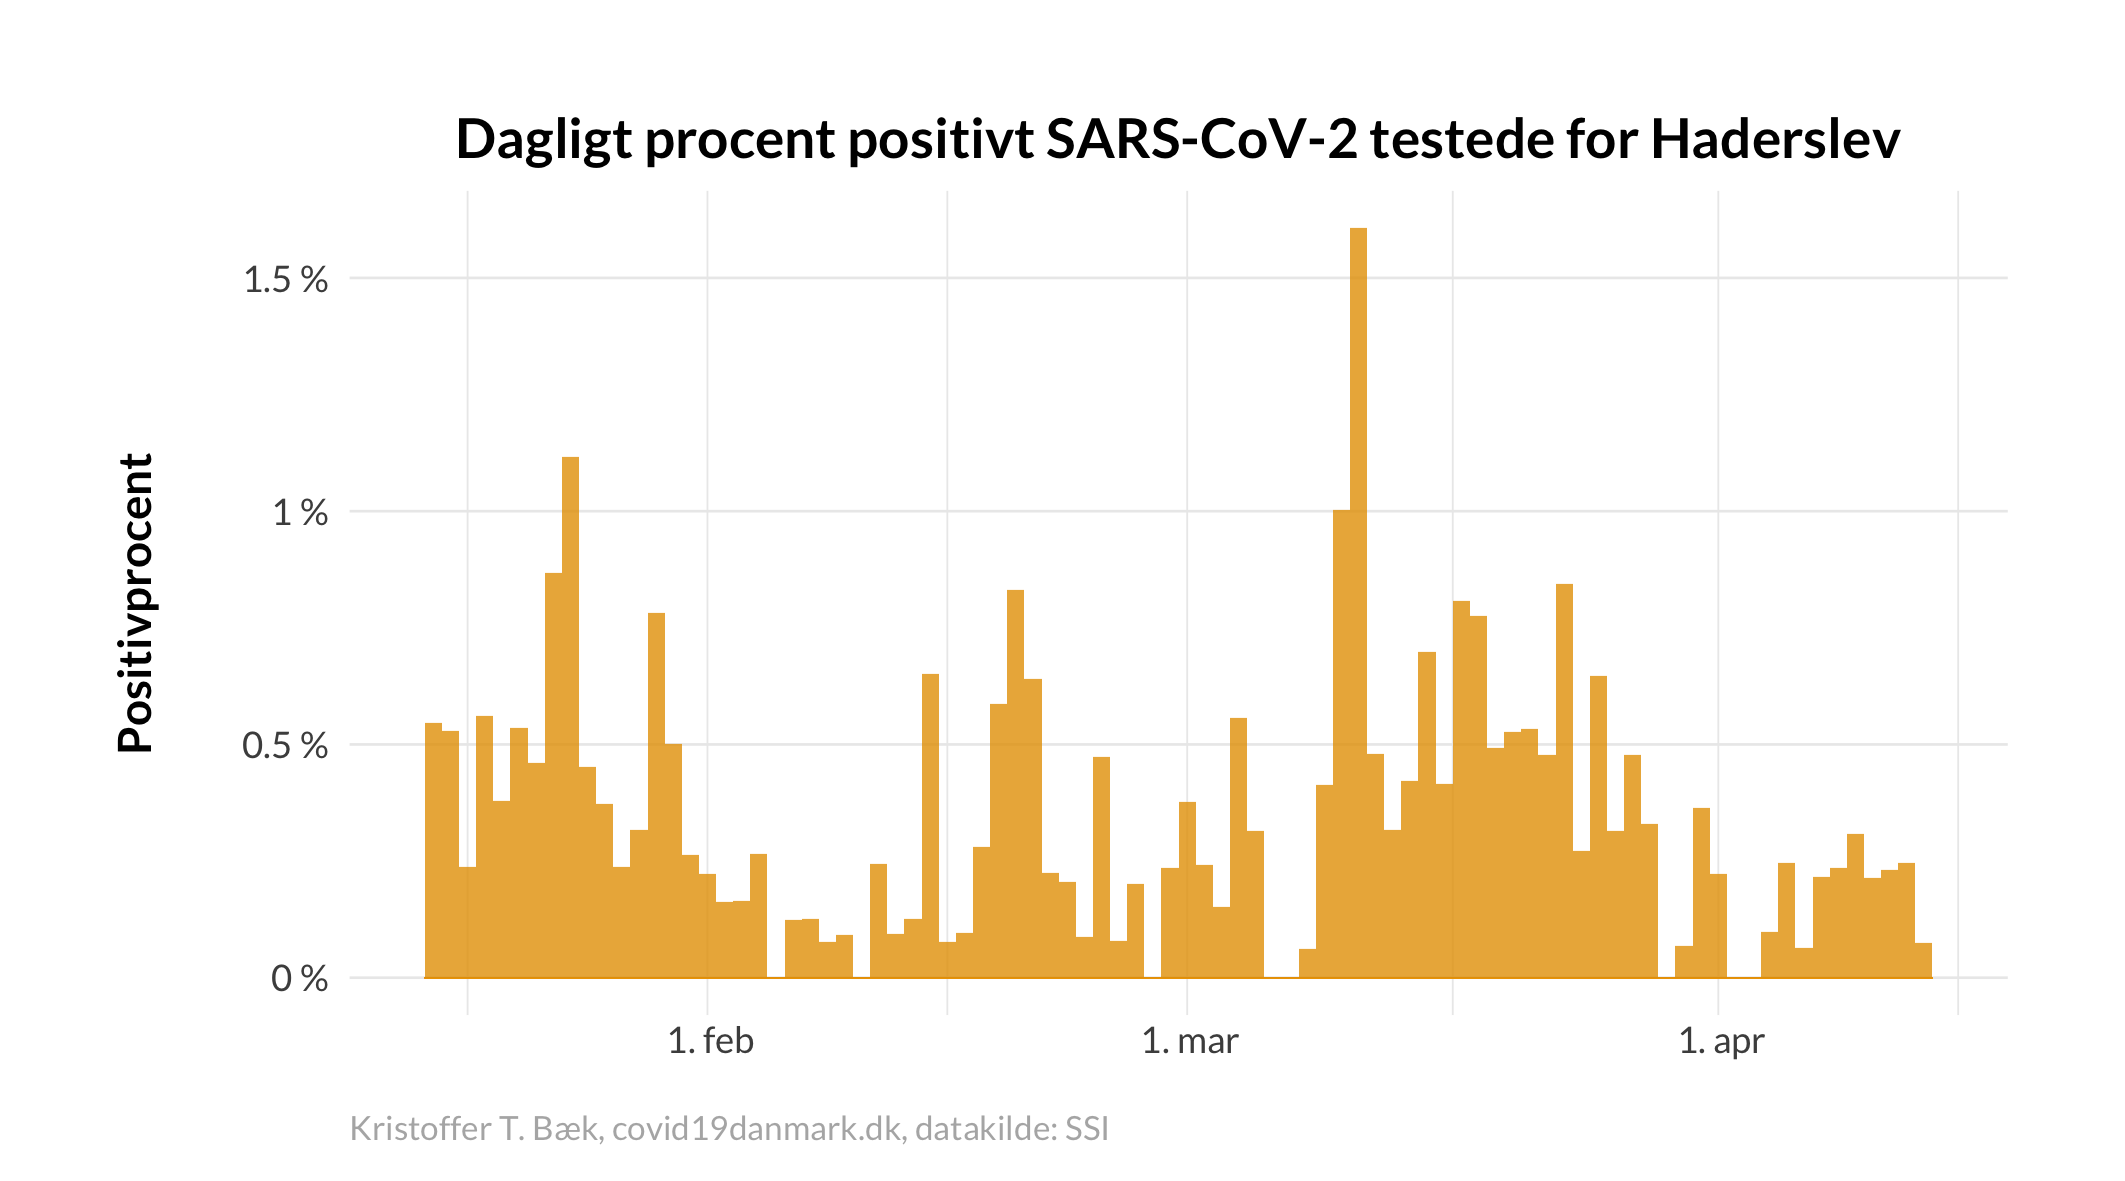 Dagligt procent positivt SARS-CoV-2 testede for Haderslev
Positivprocent
1.5 %
1 %
0.5 %
0 %
1. feb
1. mar
1. apr
Kristoffer T. Bæk, covid19danmark.dk, datakilde: SSI